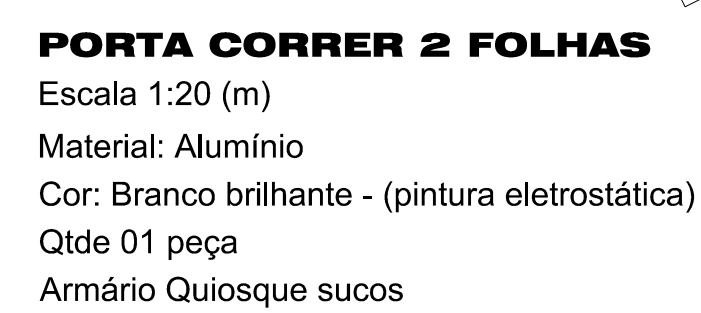 PORTA CORRER 2 FOLHAS
Escala 1:20 (m)
Material: Alumínio
Cor: Branco brilhante - (pintura eletrostática)
Qtde 01 peça
Armário Quiosque sucos